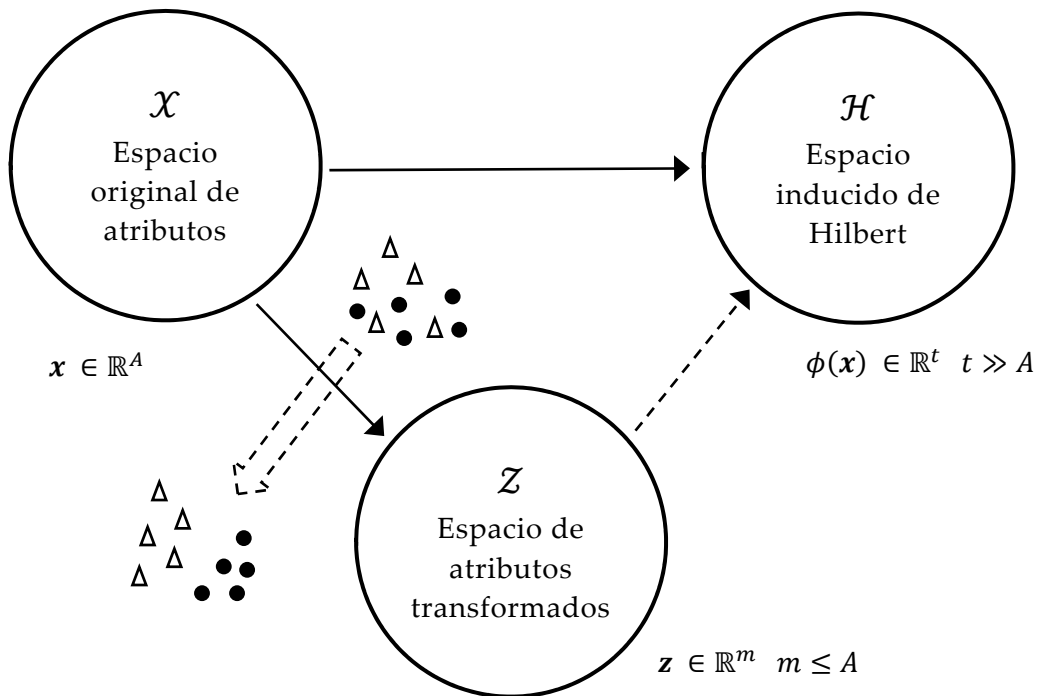 𝒳
Espacio
original de
atributos
ℋ
Espacio
inducido de
Hilbert
𝒙 ∈ ℝ^A
ϕ(𝒙) ∈ ℝ^t t ≫ A
𝒵
Espacio de
atributos
transformados
𝒛 ∈ ℝ^m m ≤ A